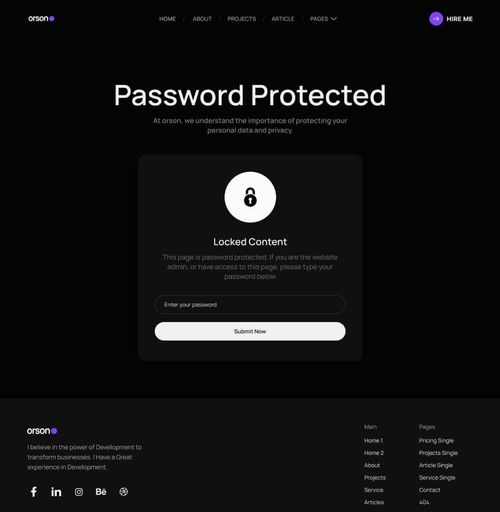 orson
HOME / ABOUT / PROJECTS / ARTICLE / PAGES
HIRE ME
Password Protected
At orson, we understand the importance of protecting your
personal data and privacy.
Locked Content
This page is password protected. If you are the website
admin, or have access to this page, please type your
password below
Enter your password
Submit Now
orson
I believe in the power of Development to
transform businesses. I Have a Great
experience in Development.
f in Bē
Main
Home 1
Home 2
About
Projects
Service
Articles
Pages
Pricing Single
Projects Single
Article Single
Service Single
Contact
404